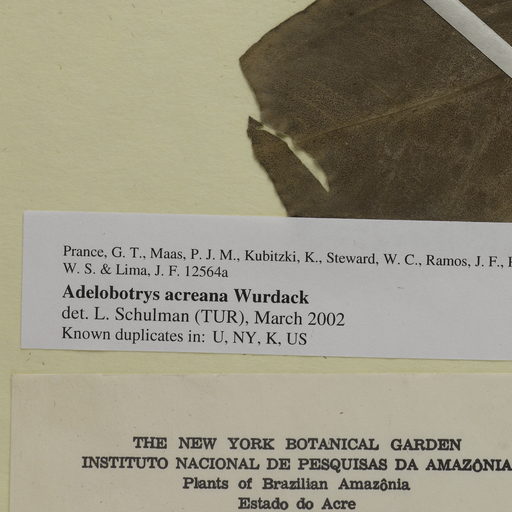 Prance, G. T., Maas, P. J. M., Kubitzki, K., Steward, W. C., Ramos, J. F.,
W. S. & Lima, J. F. 12564a
Adelobotrys acreana Wurdack
det. L. Schulman (TUR), March 2002
Known duplicates in: U, NY, K, US
THE NEW YORK BOTANICAL GARDEN
INSTITUTO NACIONAL DE PESQUISAS DA AMAZÔNIA
Plants of Brazilian Amazônia
Estado do Acre